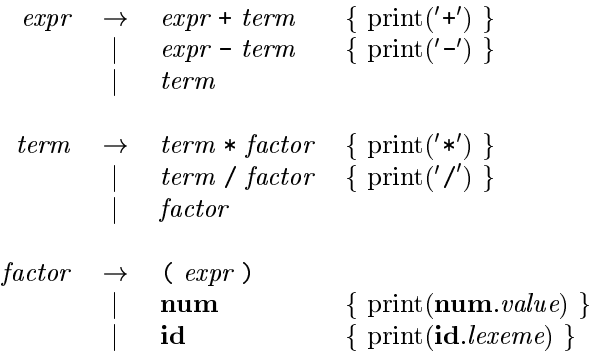 expr → expr + term { print('+') }
| expr - term { print('-') }
| term
term → term * factor { print('*') }
| term / factor { print('/') }
| factor
factor → ( expr )
| num { print(num.value) }
| id { print(id.lexeme) }